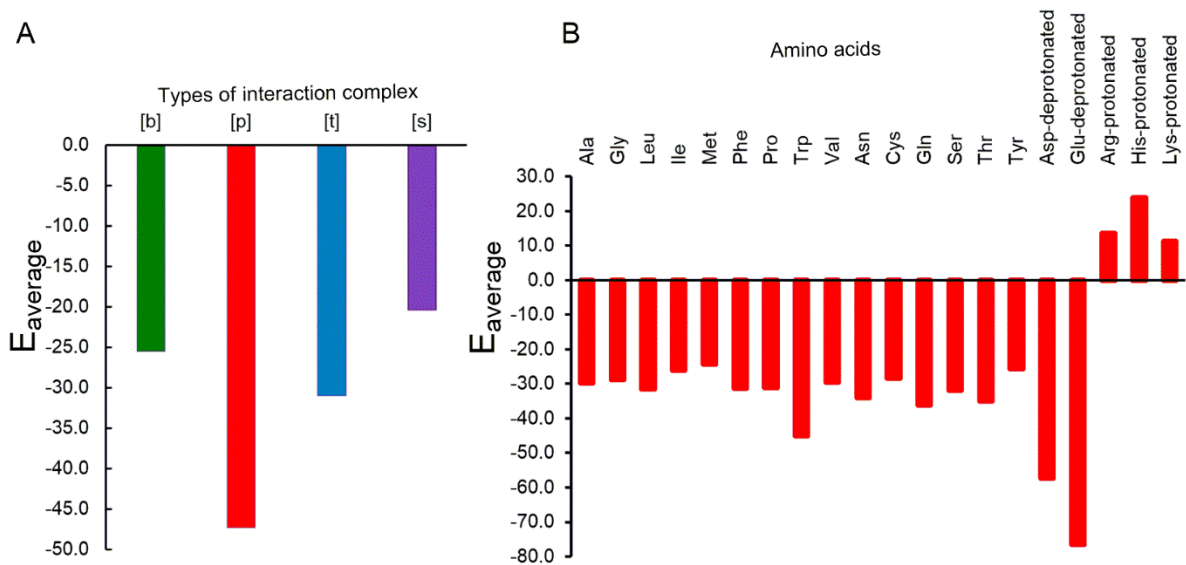 A
Types of interaction complex
[b] [p] [t] [s]
0.0
-5.0
-10.0
-15.0
-20.0
-25.0
-30.0
-35.0
-40.0
-45.0
-50.0
Eaverage
B
Amino acids
Ala
Gly
Leu
Ile
Met
Phe
Pro
Trp
Val
Asn
Cys
Gln
Ser
Thr
Tyr
Asp-deprotonated
Glu-deprotonated
Arg-protonated
His-protonated
Lys-protonated
30.0
20.0
10.0
0.0
-10.0
-20.0
-30.0
-40.0
-50.0
-60.0
-70.0
-80.0
Eaverage